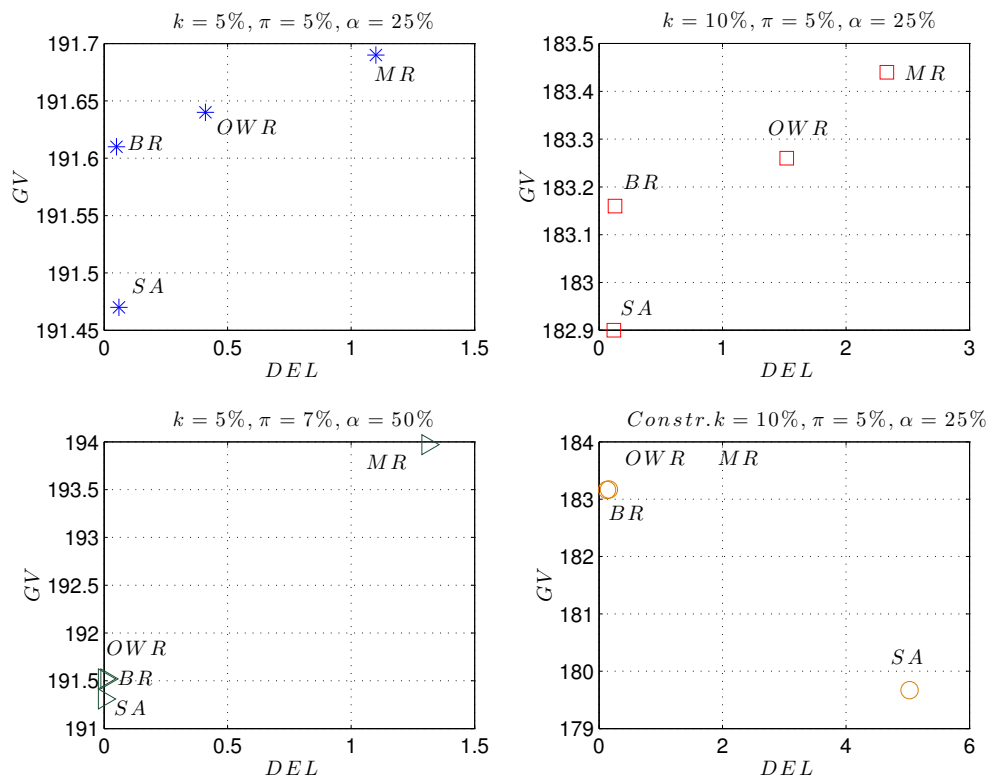 k = 5%, π = 5%, α = 25%
191.7
191.65
191.6
191.55
191.5
191.45
GV
MR
OWR
BR
SA
0 0.5 1 1.5
DEL
k = 10%, π = 5%, α = 25%
183.5
183.4
183.3
183.2
183.1
183
182.9
GV
MR
OWR
BR
SA
0 1 2 3
DEL
k = 5%, π = 7%, α = 50%
194
193.5
193
192.5
192
191.5
191
GV
MR
OWR
BR
SA
0 0.5 1 1.5
DEL
Constr.k = 10%, π = 5%, α = 25%
184
183
182
181
180
179
GV
OWR MR
BR
SA
0 2 4 6
DEL